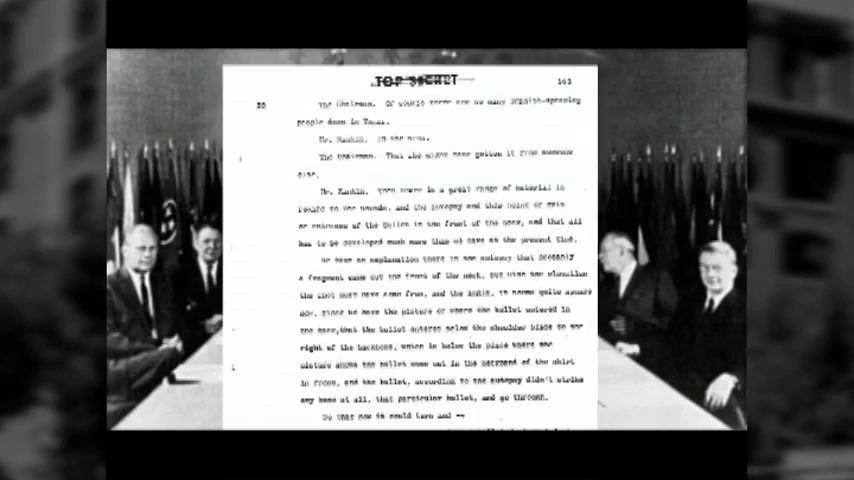 TOP SECRET 163
20 The Chairman. Of course there are so many Spanish-speaking
people down in Texas.
Mr. Rankin. In the area.
The Chairman. That she might have gotten it from someone
else.
Mr. Rankin. Then there is a great range of material in
regard to the wounds, and the autopsy and this point of exit
or entrance of the bullet in the front of the neck, and that all
has to be developed much more than we have at the present time.
We have an explanation there in the autopsy that probably
a fragment came out the front of the neck, but with the elevation
the shot must have come from, and the angle, it seems quite apparent
now, since we have the picture of where the bullet entered in
the back, that the bullet entered below the shoulder blade to the
right of the backbone, which is below the place where the
picture shows the bullet came out in the neckband of the shirt
in front, and the bullet, according to the autopsy didn't strike
any bone at all, that particular bullet, and go through.
So that how it could turn and --